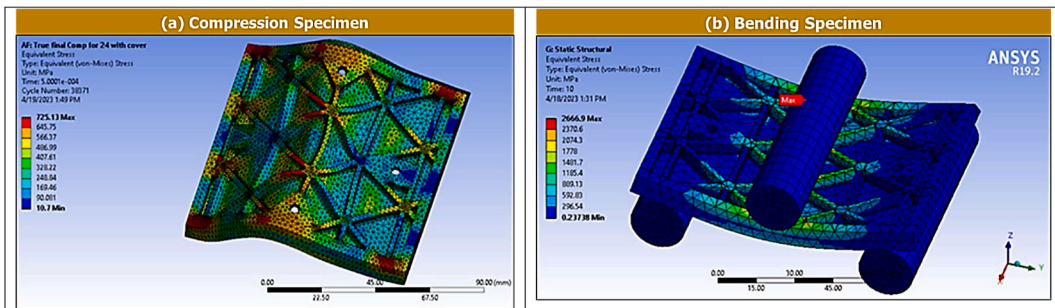 (a) Compression Specimen
AF: True final Comp for 24 with cover
Equivalent Stress
Type: Equivalent (von-Mises) Stress
Unit: MPa
Time: 5.0001e-004
Cycle Number: 38371
4/19/2023 1:49 PM
725.13 Max
645.75
566.37
486.99
407.61
328.22
248.84
169.46
90.081
10.7 Min
0.00
45.00
90.00 (mm)
22.50
67.50
(b) Bending Specimen
G: Static Structural
Equivalent Stress
Type: Equivalent (von-Mises) Stress
Unit: MPa
Time: 10
4/18/2023 1:31 PM
2666.9 Max
2370.6
2074.3
1778
1481.7
1185.4
889.13
592.83
296.54
0.23738 Min
ANSYS
R19.2
Max
0.00
30.00
15.00
45.00
Z
Y
X